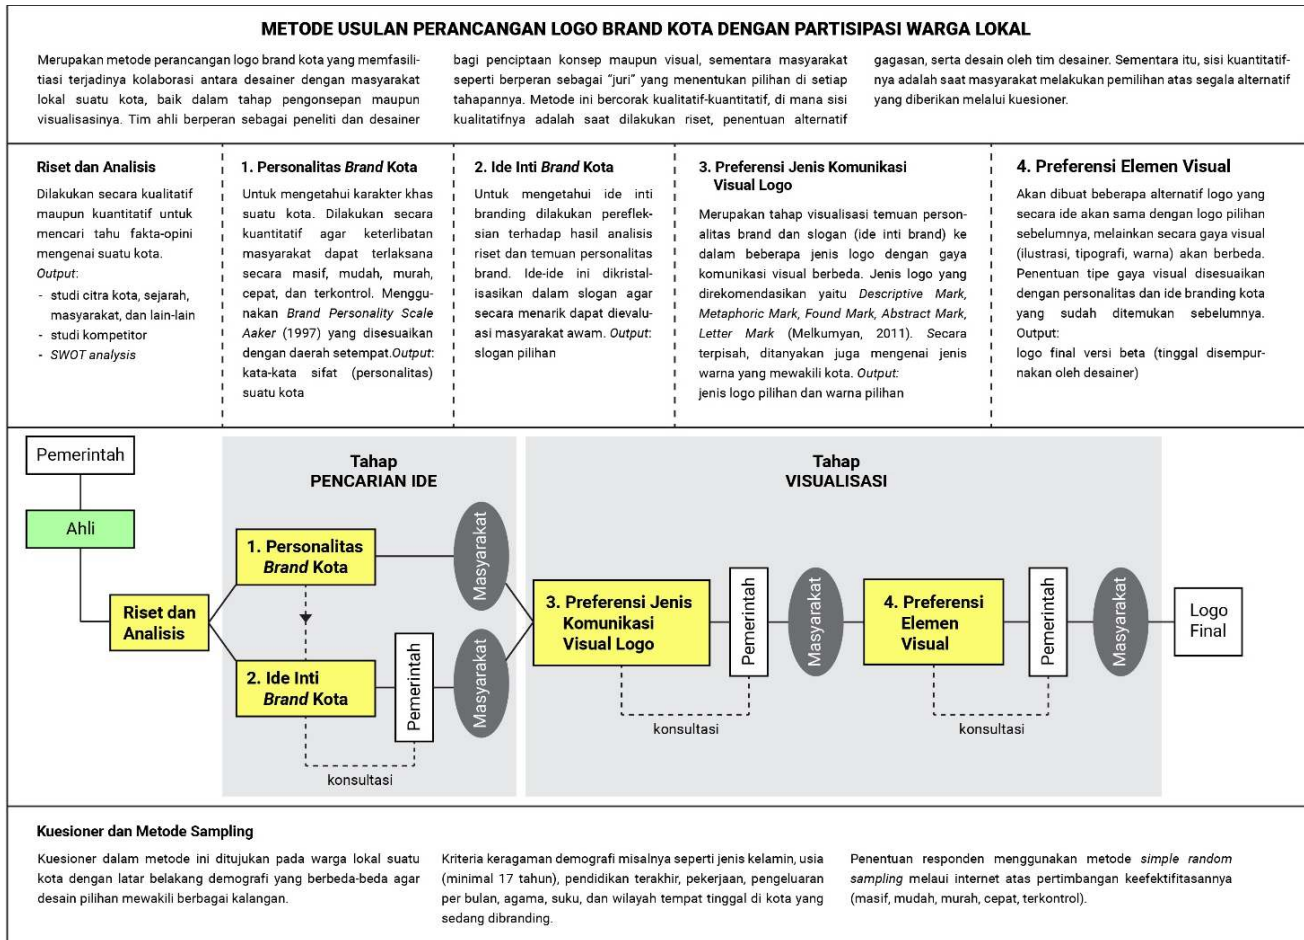 METODE USULAN PERANCANGAN LOGO BRAND KOTA DENGAN PARTISIPASI WARGA LOKAL
Merupakan metode perancangan logo brand kota yang memfasili-
tiasi terjadinya kolaborasi antara desainer dengan masyarakat
lokal suatu kota, baik dalam tahap pengonsepan maupun
visualisasinya. Tim ahli berperan sebagai peneliti dan desainer
bagi penciptaan konsep maupun visual, sementara masyarakat
seperti berperan sebagai “juri” yang menentukan pilihan di setiap
tahapannya. Metode ini bercorak kualitatif-kuantitatif, di mana sisi
kualitatifnya adalah saat dilakukan riset, penentuan alternatif
gagasan, serta desain oleh tim desainer. Sementara itu, sisi kuantitatif-
nya adalah saat masyarakat melakukan pemilihan atas segala alternatif
yang diberikan melalui kuesioner.
Riset dan Analisis
Dilakukan secara kualitatif
maupun kuantitatif untuk
mencari tahu fakta-opini
mengenai suatu kota.
Output:
- studi citra kota, sejarah,
masyarakat, dan lain-lain
- studi kompetitor
- SWOT analysis
1. Personalitas Brand Kota
Untuk mengetahui karakter khas
suatu kota. Dilakukan secara
kuantitatif agar keterlibatan
masyarakat dapat terlaksana
secara masif, mudah, murah,
cepat, dan terkontrol. Menggu-
nakan Brand Personality Scale
Aaker (1997) yang disesuaikan
dengan daerah setempat.Output:
kata-kata sifat (personalitas)
suatu kota
2. Ide Inti Brand Kota
Untuk mengetahui ide inti
branding dilakukan pereflek-
sian terhadap hasil analisis
riset dan temuan personalitas
brand. Ide-ide ini dikristal-
isasikan dalam slogan agar
secara menarik dapat dievalu-
asi masyarakat awam. Output:
slogan pilihan
3. Preferensi Jenis Komunikasi
Visual Logo
Merupakan tahap visualisasi temuan person-
alitas brand dan slogan (ide inti brand) ke
dalam beberapa jenis logo dengan gaya
komunikasi visual berbeda. Jenis logo yang
direkomendasikan yaitu Descriptive Mark,
Metaphoric Mark, Found Mark, Abstract Mark,
Letter Mark (Melkumyan, 2011). Secara
terpisah, ditanyakan juga mengenai jenis
warna yang mewakili kota. Output:
jenis logo pilihan dan warna pilihan
4. Preferensi Elemen Visual
Akan dibuat beberapa alternatif logo yang
secara ide akan sama dengan logo pilihan
sebelumnya, melainkan secara gaya visual
(ilustrasi, tipografi, warna) akan berbeda.
Penentuan tipe gaya visual disesuaikan
dengan personalitas dan ide branding kota
yang sudah ditemukan sebelumnya.
Output:
logo final versi beta (tinggal disempur-
nakan oleh desainer)
Pemerintah
Ahli
Riset dan
Analisis
Tahap
PENCARIAN IDE
1. Personalitas
Brand Kota
Masyarakat
2. Ide Inti
Brand Kota
Pemerintah
Masyarakat
konsultasi
Tahap
VISUALISASI
3. Preferensi Jenis
Komunikasi
Visual Logo
Pemerintah
Masyarakat
konsultasi
4. Preferensi
Elemen
Visual
Pemerintah
Masyarakat
konsultasi
Logo
Final
Kuesioner dan Metode Sampling
Kuesioner dalam metode ini ditujukan pada warga lokal suatu
kota dengan latar belakang demografi yang berbeda-beda agar
desain pilihan mewakili berbagai kalangan.
Kriteria keragaman demografi misalnya seperti jenis kelamin, usia
(minimal 17 tahun), pendidikan terakhir, pekerjaan, pengeluaran
per bulan, agama, suku, dan wilayah tempat tinggal di kota yang
sedang dibranding.
Penentuan responden menggunakan metode simple random
sampling melaui internet atas pertimbangan keefektifitasannya
(masif, mudah, murah, cepat, terkontrol).